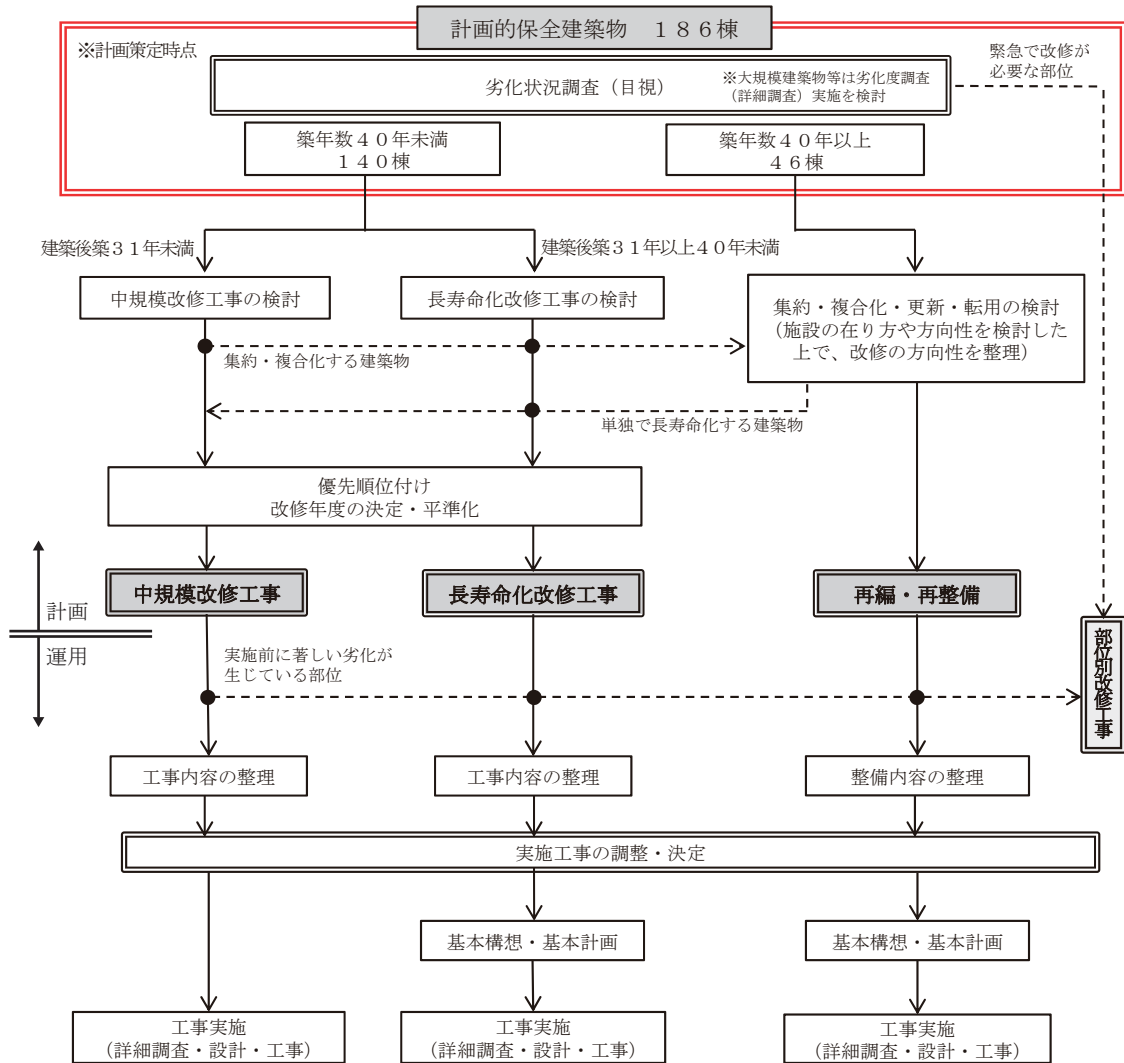 計画的保全建築物　１８６棟
※計画策定時点
緊急で改修が
必要な部位
劣化状況調査（目視）
※大規模建築物等は劣化度調査
（詳細調査）実施を検討
築年数４０年未満
１４０棟
築年数４０年以上
４６棟
建築後築３１年未満
建築後築３１年以上４０年未満
中規模改修工事の検討
長寿命化改修工事の検討
集約・複合化・更新・転用の検討
（施設の在り方や方向性を検討した
上で、改修の方向性を整理）
集約・複合化する建築物
単独で長寿命化する建築物
優先順位付け
改修年度の決定・平準化
中規模改修工事
長寿命化改修工事
再編・再整備
計画
運用
部位別改修工事
実施前に著しい劣化が
生じている部位
工事内容の整理
工事内容の整理
整備内容の整理
実施工事の調整・決定
基本構想・基本計画
基本構想・基本計画
工事実施
（詳細調査・設計・工事）
工事実施
（詳細調査・設計・工事）
工事実施
（詳細調査・設計・工事）